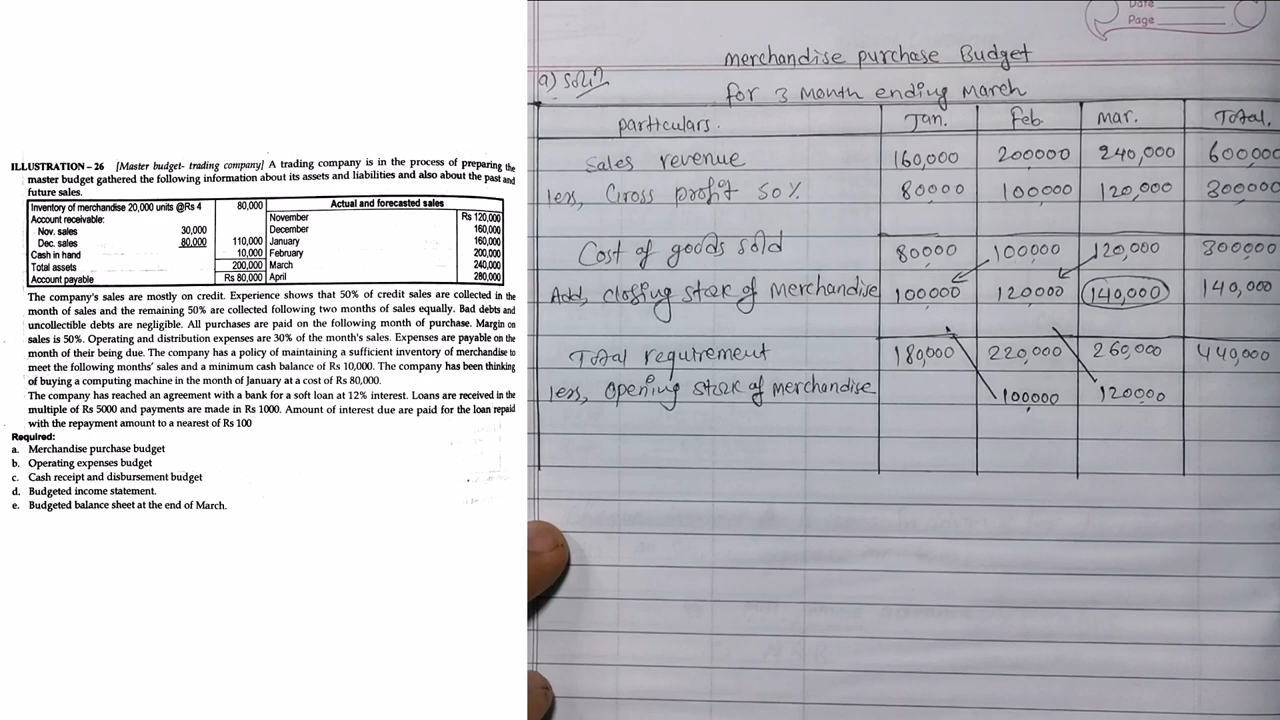 ILLUSTRATION – 26 [Master budget- trading company] A trading company is in the process of preparing the
master budget gathered the following information about its assets and liabilities and also about the past and
future sales.
Inventory of merchandise 20,000 units @Rs 4 80,000 Actual and forecasted sales
Account receivable: November Rs 120,000
Nov. sales 30,000 December 160,000
Dec. sales 80,000 110,000 January 160,000
Cash in hand 10,000 February 200,000
Total assets 200,000 March 240,000
Account payable Rs 80,000 April 280,000
The company's sales are mostly on credit. Experience shows that 50% of credit sales are collected in the
month of sales and the remaining 50% are collected following two months of sales equally. Bad debts and
uncollectible debts are negligible. All purchases are paid on the following month of purchase. Margin on
sales is 50%. Operating and distribution expenses are 30% of the month's sales. Expenses are payable on the
month of their being due. The company has a policy of maintaining a sufficient inventory of merchandise to
meet the following months' sales and a minimum cash balance of Rs 10,000. The company has been thinking
of buying a computing machine in the month of January at a cost of Rs 80,000.
The company has reached an agreement with a bank for a soft loan at 12% interest. Loans are received in the
multiple of Rs 5000 and payments are made in Rs 1000. Amount of interest due are paid for the loan repaid
with the repayment amount to a nearest of Rs 100
Required:
a. Merchandise purchase budget
b. Operating expenses budget
c. Cash receipt and disbursement budget
d. Budgeted income statement.
e. Budgeted balance sheet at the end of March.
Date
Page
merchandise purchase Budget
a) Sol:n
for 3 Month ending March
particulars. Jan. Feb. mar. Total.
Sales revenue 160,000 200000 240,000 600,000
less, Gross profit 50% 80000 100,000 120,000 300000
Cost of goods sold 80000 100,000 120,000 300,000
Add, Clossing stock of Merchandise 100000 120000 140,000 140,000
Total requirement 180,000 220,000 260,000 440,000
less, opening stock of merchandise 100000 120000